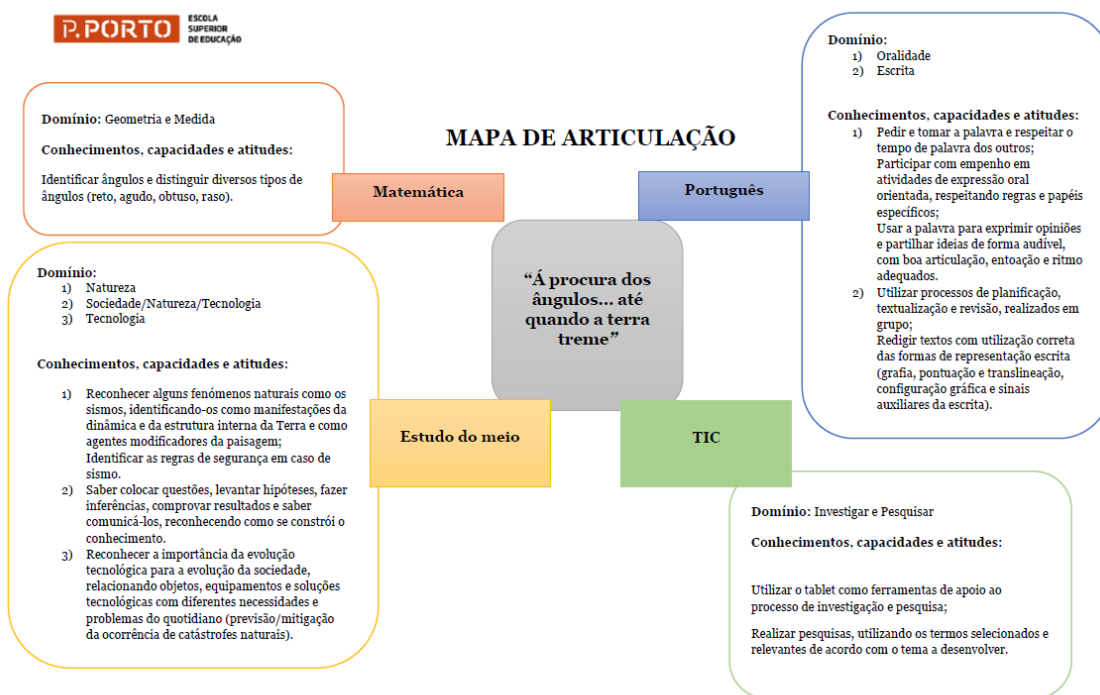 P.PORTO
ESCOLA
SUPERIOR
DE EDUCAÇÃO
MAPA DE ARTICULAÇÃO
Matemática
Domínio: Geometria e Medida
Conhecimentos, capacidades e atitudes:
Identificar ângulos e distinguir diversos tipos de
ângulos (reto, agudo, obtuso, raso).
Português
Domínio:
1) Oralidade
2) Escrita
Conhecimentos, capacidades e atitudes:
1) Pedir e tomar a palavra e respeitar o
tempo de palavra dos outros;
Participar com empenho em
atividades de expressão oral
orientada, respeitando regras e papéis
específicos;
Usar a palavra para exprimir opiniões
e partilhar ideias de forma audível,
com boa articulação, entoação e ritmo
adequados.
2) Utilizar processos de planificação,
textualização e revisão, realizados em
grupo;
Redigir textos com utilização correta
das formas de representação escrita
(grafia, pontuação e translineação,
configuração gráfica e sinais
auxiliares da escrita).
“Á procura dos
ângulos... até
quando a terra
treme”
Estudo do meio
Domínio:
1) Natureza
2) Sociedade/Natureza/Tecnologia
3) Tecnologia
Conhecimentos, capacidades e atitudes:
1) Reconhecer alguns fenómenos naturais como os
sismos, identificando-os como manifestações da
dinâmica e da estrutura interna da Terra e como
agentes modificadores da paisagem;
Identificar as regras de segurança em caso de
sismo.
2) Saber colocar questões, levantar hipóteses, fazer
inferências, comprovar resultados e saber
comunicá-los, reconhecendo como se constrói o
conhecimento.
3) Reconhecer a importância da evolução
tecnológica para a evolução da sociedade,
relacionando objetos, equipamentos e soluções
tecnológicas com diferentes necessidades e
problemas do quotidiano (previsão/mitigação
da ocorrência de catástrofes naturais).
TIC
Domínio: Investigar e Pesquisar
Conhecimentos, capacidades e atitudes:
Utilizar o tablet como ferramentas de apoio ao
processo de investigação e pesquisa;
Realizar pesquisas, utilizando os termos selecionados e
relevantes de acordo com o tema a desenvolver.